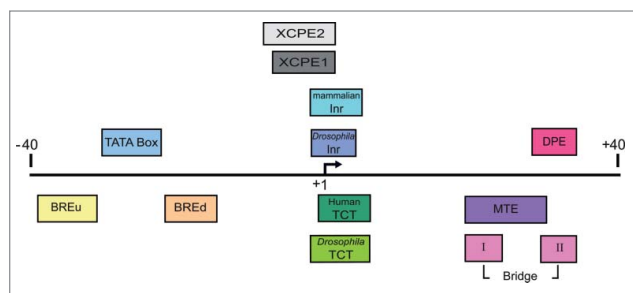 XCPE2
XCPE1
mammalian
Inr
-40
TATA Box
Drosophila
Inr
DPE
+40
+1
BREu
BREd
Human
TCT
MTE
Drosophila
TCT
I
II
Bridge